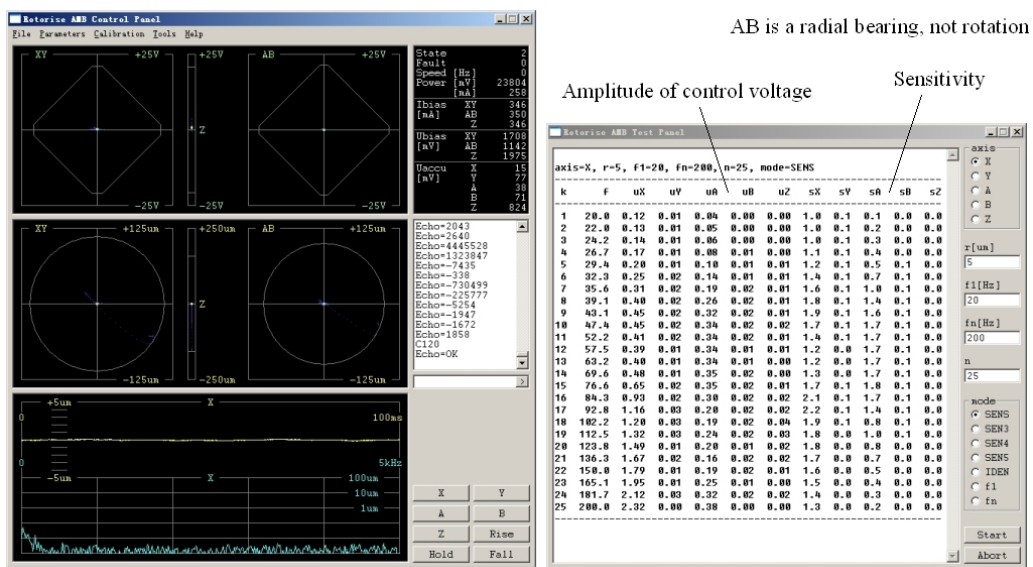 AB is a radial bearing, not rotation
Amplitude of control voltage
Sensitivity
Rotorise AMB Control Panel
File Parameters Calibration Tools Help
XY +25V +25V AB +25V
Z
-25V -25V -25V
State 2
Fault 0
Speed [Hz] 0
Power [mV] 23804
[mA] 258
Ibias XY 346
[mA] AB 350
Z 346
Ubias XY 1708
[mV] AB 1142
Z 1975
Uaccu X 15
[mV] Y 77
A 38
B 71
Z 824
XY +125um +250um AB +125um
Z
-125um -250um -125um
Echo=2043
Echo=2640
Echo=4445528
Echo=1323847
Echo=-7435
Echo=-338
Echo=-730499
Echo=-225777
Echo=-5254
Echo=-1947
Echo=-1672
Echo=1858
C120
Echo=OK
>
+5um X
0 100ms
0 5kHz
-5um X 100um
10um
1um
X Y
A B
Z Rise
Hold Fall
Rotorise AMB Test Panel
axis=X, r=5, f1=20, fn=200, n=25, mode=SENS
k f uX uY uA uB uZ sX sY sA sB sZ
1 20.0 0.12 0.01 0.04 0.00 0.00 1.0 0.1 0.1 0.0 0.0
2 22.0 0.13 0.01 0.05 0.00 0.00 1.0 0.1 0.2 0.0 0.0
3 24.2 0.14 0.01 0.06 0.00 0.00 1.0 0.1 0.3 0.0 0.0
4 26.7 0.17 0.01 0.08 0.01 0.00 1.1 0.1 0.4 0.0 0.0
5 29.4 0.20 0.01 0.10 0.01 0.01 1.2 0.1 0.5 0.1 0.0
6 32.3 0.25 0.02 0.14 0.01 0.01 1.4 0.1 0.7 0.1 0.0
7 35.6 0.31 0.02 0.19 0.02 0.01 1.6 0.1 1.0 0.1 0.0
8 39.1 0.40 0.02 0.26 0.02 0.01 1.8 0.1 1.4 0.1 0.0
9 43.1 0.45 0.02 0.32 0.02 0.01 1.9 0.1 1.6 0.1 0.0
10 47.4 0.45 0.02 0.34 0.02 0.02 1.7 0.1 1.7 0.1 0.0
11 52.2 0.41 0.02 0.34 0.02 0.01 1.4 0.1 1.7 0.1 0.0
12 57.5 0.39 0.01 0.34 0.01 0.01 1.2 0.0 1.7 0.1 0.0
13 63.2 0.40 0.01 0.34 0.01 0.00 1.2 0.0 1.7 0.1 0.0
14 69.6 0.48 0.01 0.35 0.02 0.00 1.3 0.0 1.7 0.1 0.0
15 76.6 0.65 0.02 0.35 0.02 0.01 1.7 0.1 1.8 0.1 0.0
16 84.3 0.93 0.02 0.30 0.02 0.02 2.1 0.1 1.7 0.1 0.0
17 92.8 1.16 0.03 0.20 0.02 0.02 2.2 0.1 1.4 0.1 0.0
18 102.2 1.20 0.03 0.19 0.02 0.04 1.9 0.1 0.8 0.1 0.0
19 112.5 1.32 0.03 0.24 0.02 0.03 1.8 0.0 1.0 0.1 0.0
20 123.8 1.49 0.01 0.20 0.01 0.02 1.8 0.0 0.8 0.0 0.0
21 136.3 1.67 0.02 0.16 0.02 0.02 1.7 0.0 0.7 0.0 0.0
22 150.0 1.79 0.01 0.19 0.02 0.01 1.6 0.0 0.5 0.0 0.0
23 165.1 1.95 0.01 0.25 0.01 0.00 1.5 0.0 0.4 0.0 0.0
24 181.7 2.12 0.03 0.32 0.02 0.02 1.4 0.0 0.3 0.0 0.0
25 200.0 2.32 0.00 0.38 0.00 0.00 1.3 0.0 0.2 0.0 0.0
axis
X
Y
A
B
Z
r[um]
5
f1[Hz]
20
fn[Hz]
200
n
25
mode
SENS
SEN3
SEN4
SEN5
IDEN
f1
fn
Start
Abort